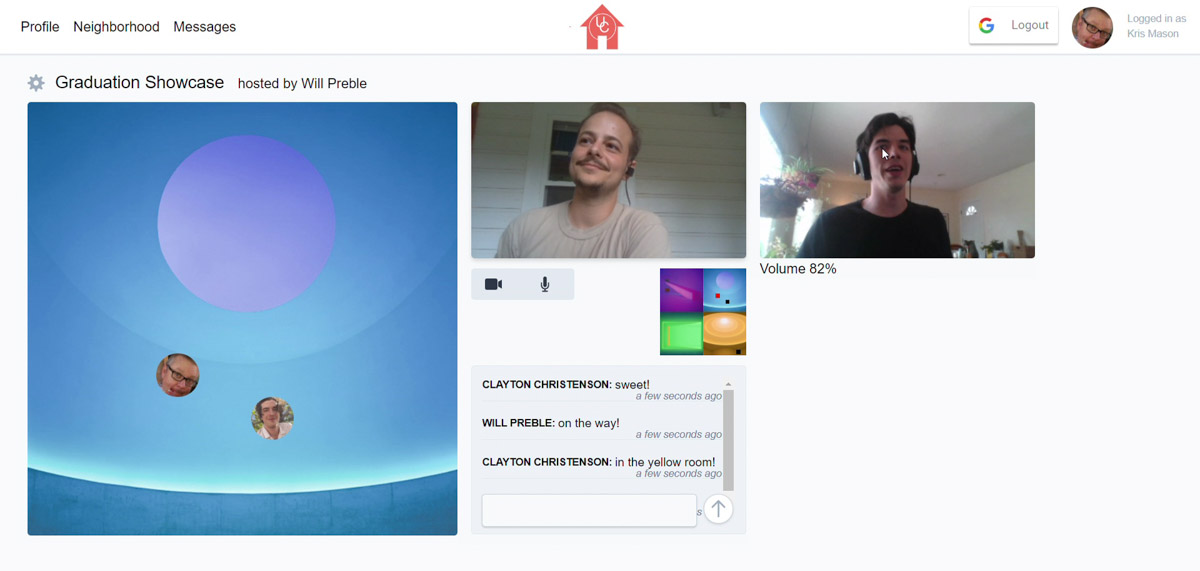 Profile Neighborhood Messages
UC
Logout
Logged in as
Kris Mason
Graduation Showcase hosted by Will Preble
Volume 82%
CLAYTON CHRISTENSON: sweet!
a few seconds ago
WILL PREBLE: on the way!
a few seconds ago
CLAYTON CHRISTENSON: in the yellow room!
a few seconds ago
s